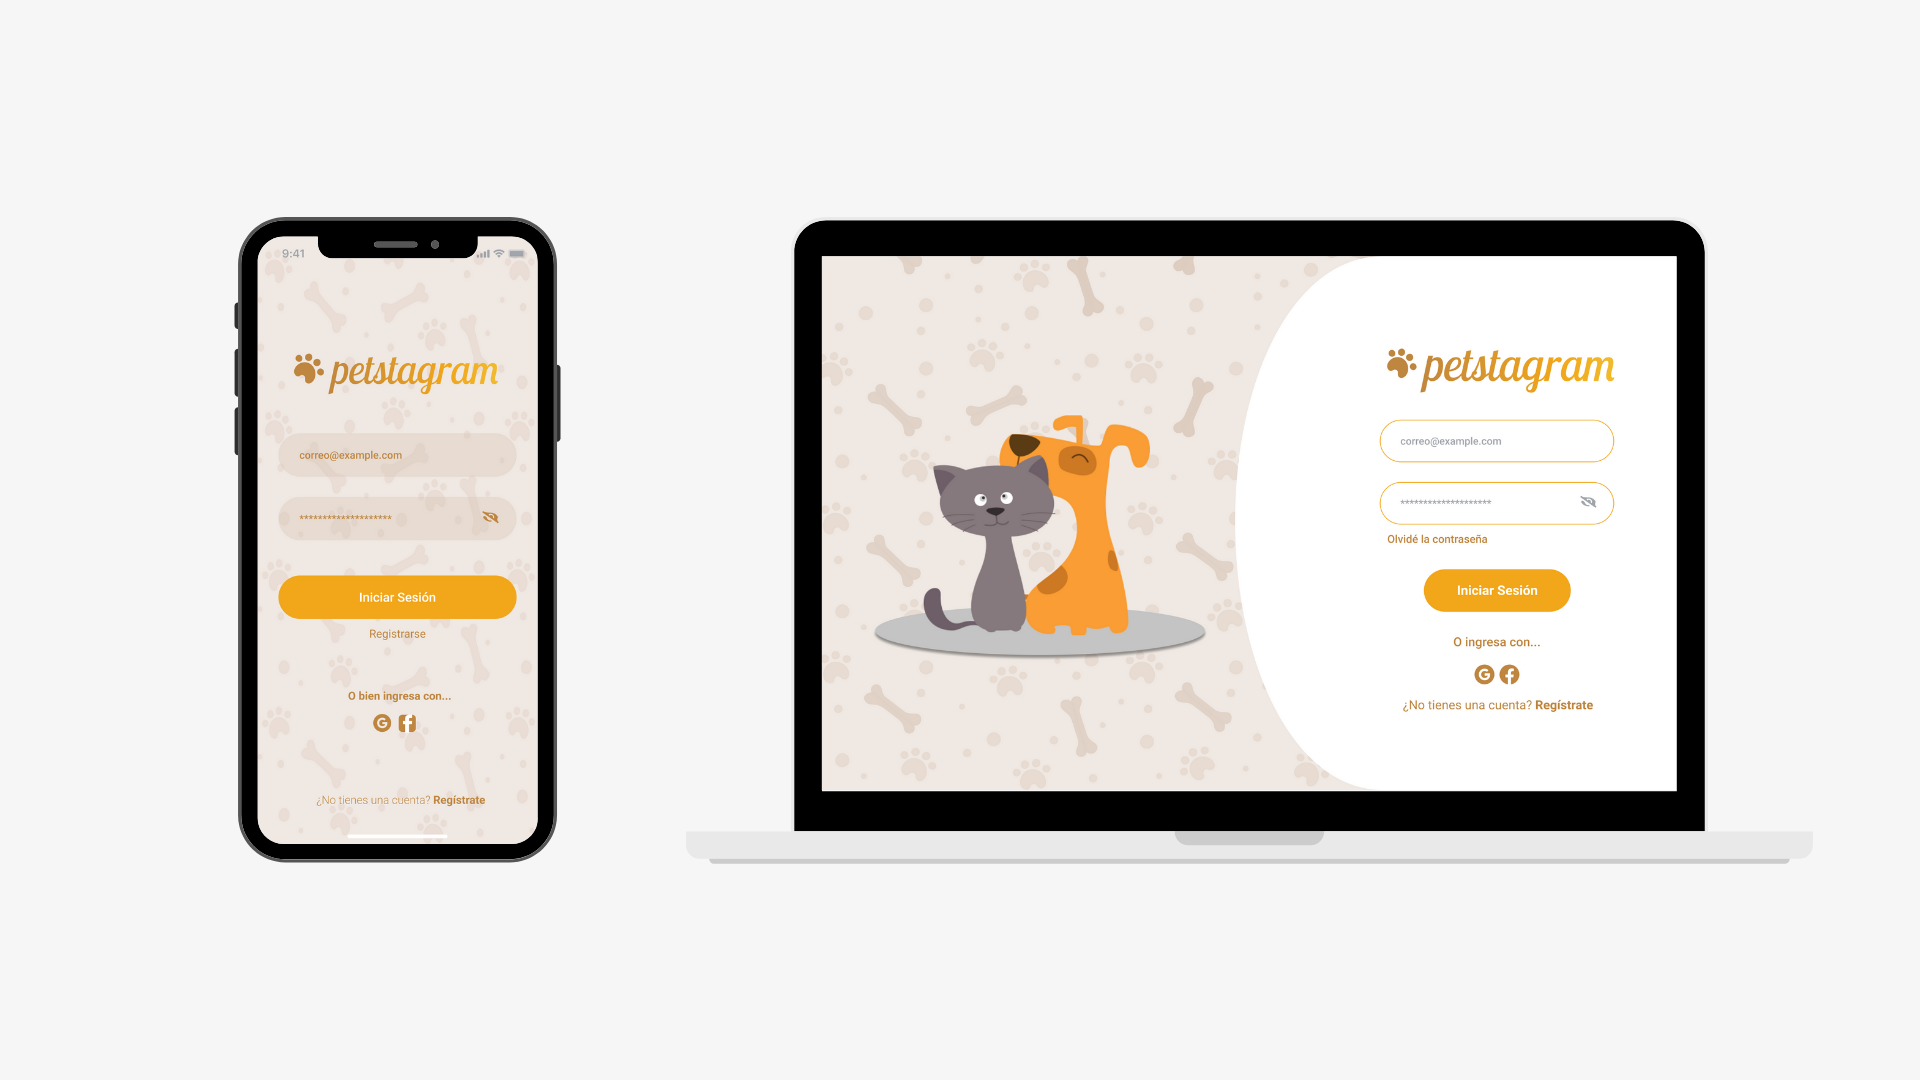 9:41
petstagram
correo@example.com
********************
Iniciar Sesión
Registrarse
O bien ingresa con...
¿No tienes una cuenta? Regístrate
petstagram
correo@example.com
********************
Olvidé la contraseña
Iniciar Sesión
O ingresa con...
¿No tienes una cuenta? Regístrate